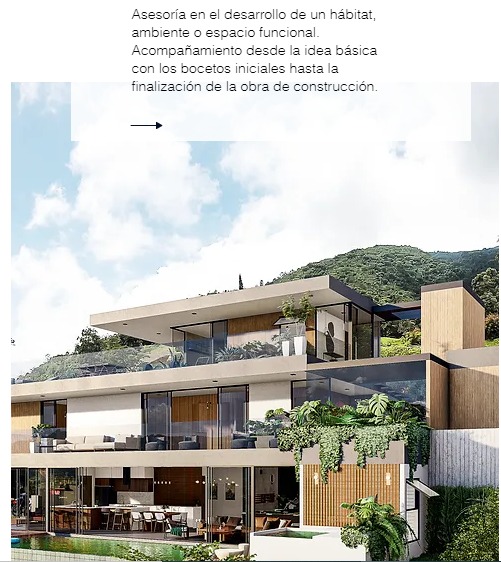 Asesoría en el desarrollo de un hábitat,
ambiente o espacio funcional.
Acompañamiento desde la idea básica
con los bocetos iniciales hasta la
finalización de la obra de construcción.